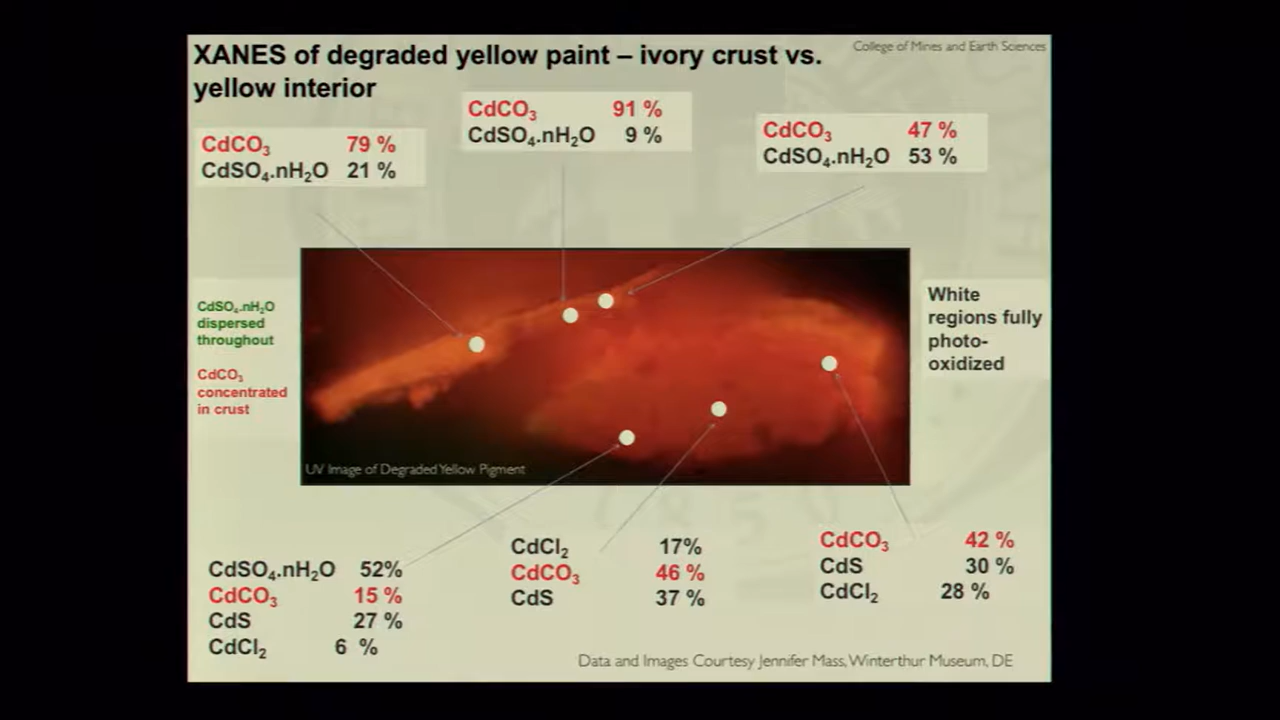 XANES of degraded yellow paint – ivory crust vs.
yellow interior
College of Mines and Earth Sciences
CdCO₃ 79 %
CdSO₄.nH₂O 21 %
CdCO₃ 91 %
CdSO₄.nH₂O 9 %
CdCO₃ 47 %
CdSO₄.nH₂O 53 %
CdSO₄.nH₂O
dispersed
throughout
CdCO₃
concentrated
in crust
White
regions fully
photo-
oxidized
UV Image of Degraded Yellow Pigment
CdSO₄.nH₂O 52%
CdCO₃ 15 %
CdS 27 %
CdCl₂ 6 %
CdCl₂ 17%
CdCO₃ 46 %
CdS 37 %
CdCO₃ 42 %
CdS 30 %
CdCl₂ 28 %
Data and Images Courtesy Jennifer Mass, Winterthur Museum, DE